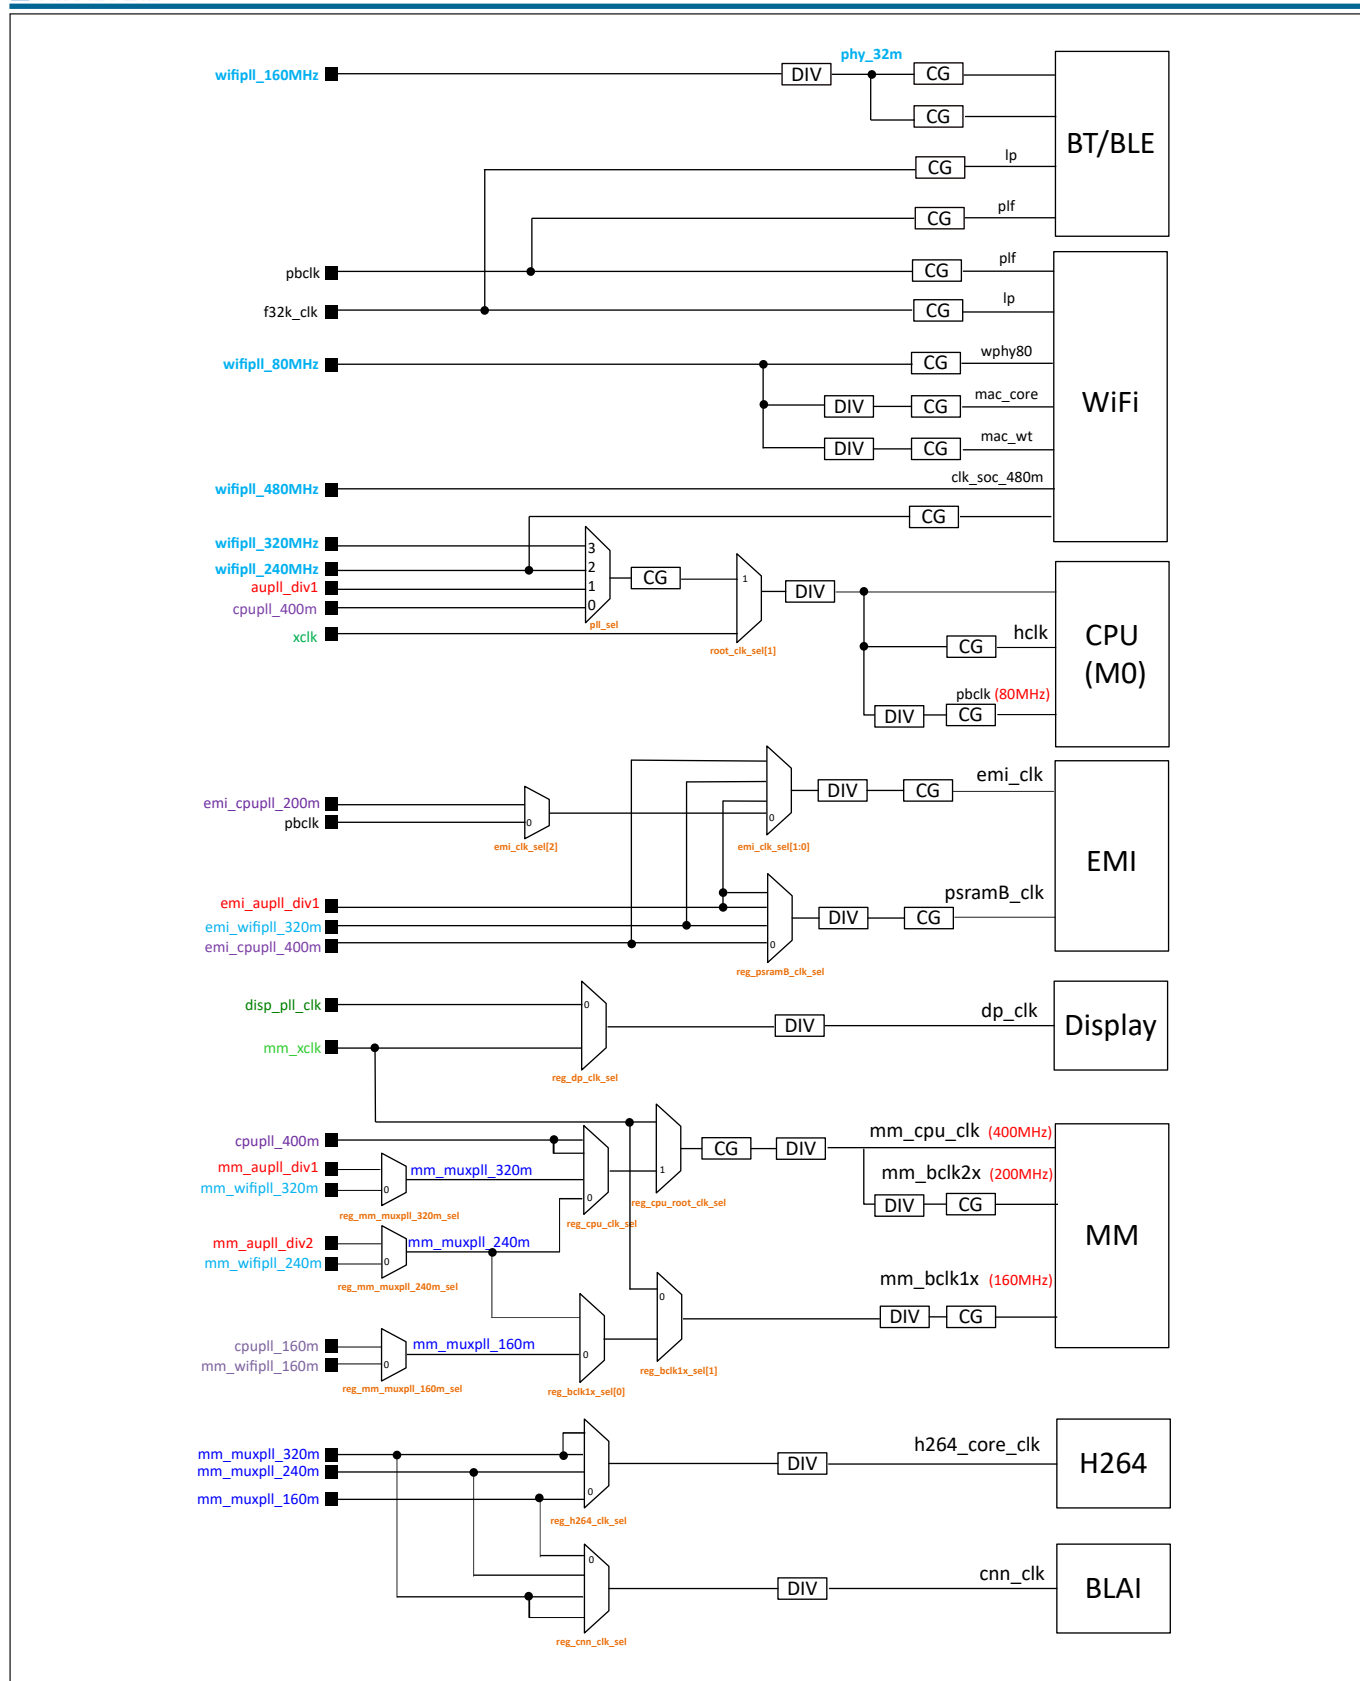 phy_32m
wifipll_160MHz DIV CG
CG
BT/BLE
lp
CG
plf
CG
plf
pbclk CG
lp
f32k_clk CG
wphy80
wifipll_80MHz CG
mac_core
DIV CG
WiFi
mac_wt
DIV CG
clk_soc_480m
wifipll_480MHz
CG
wifipll_320MHz 3
wifipll_240MHz 2
aupll_div1 1
CG 1 DIV
cpupll_400m 0
pll_sel
xclk
root_clk_sel[1]
hclk
CG
CPU
(M0)
pbclk (80MHz)
DIV CG
emi_clk
DIV CG
emi_cpupll_200m
pbclk 0 0
emi_clk_sel[2] emi_clk_sel[1:0]
EMI
psramB_clk
emi_aupll_div1
DIV CG
emi_wifipll_320m
emi_cpupll_400m 0
reg_psramB_clk_sel
disp_pll_clk 0
dp_clk
DIV
Display
mm_xclk
reg_dp_clk_sel
mm_cpu_clk (400MHz)
cpupll_400m
CG DIV
mm_aupll_div1 mm_muxpll_320m 1
mm_bclk2x (200MHz)
mm_wifipll_320m 0 0
reg_cpu_root_clk_sel
DIV CG
reg_mm_muxpll_320m_sel reg_cpu_clk_sel
MM
mm_aupll_div2 mm_muxpll_240m
mm_wifipll_240m 0
reg_mm_muxpll_240m_sel
mm_bclk1x (160MHz)
0
DIV CG
cpupll_160m mm_muxpll_160m
mm_wifipll_160m 0 0
reg_bclk1x_sel[1]
reg_mm_muxpll_160m_sel reg_bclk1x_sel[0]
h264_core_clk
mm_muxpll_320m
DIV
H264
mm_muxpll_240m
mm_muxpll_160m 0
reg_h264_clk_sel
0
cnn_clk
DIV
BLAI
reg_cnn_clk_sel